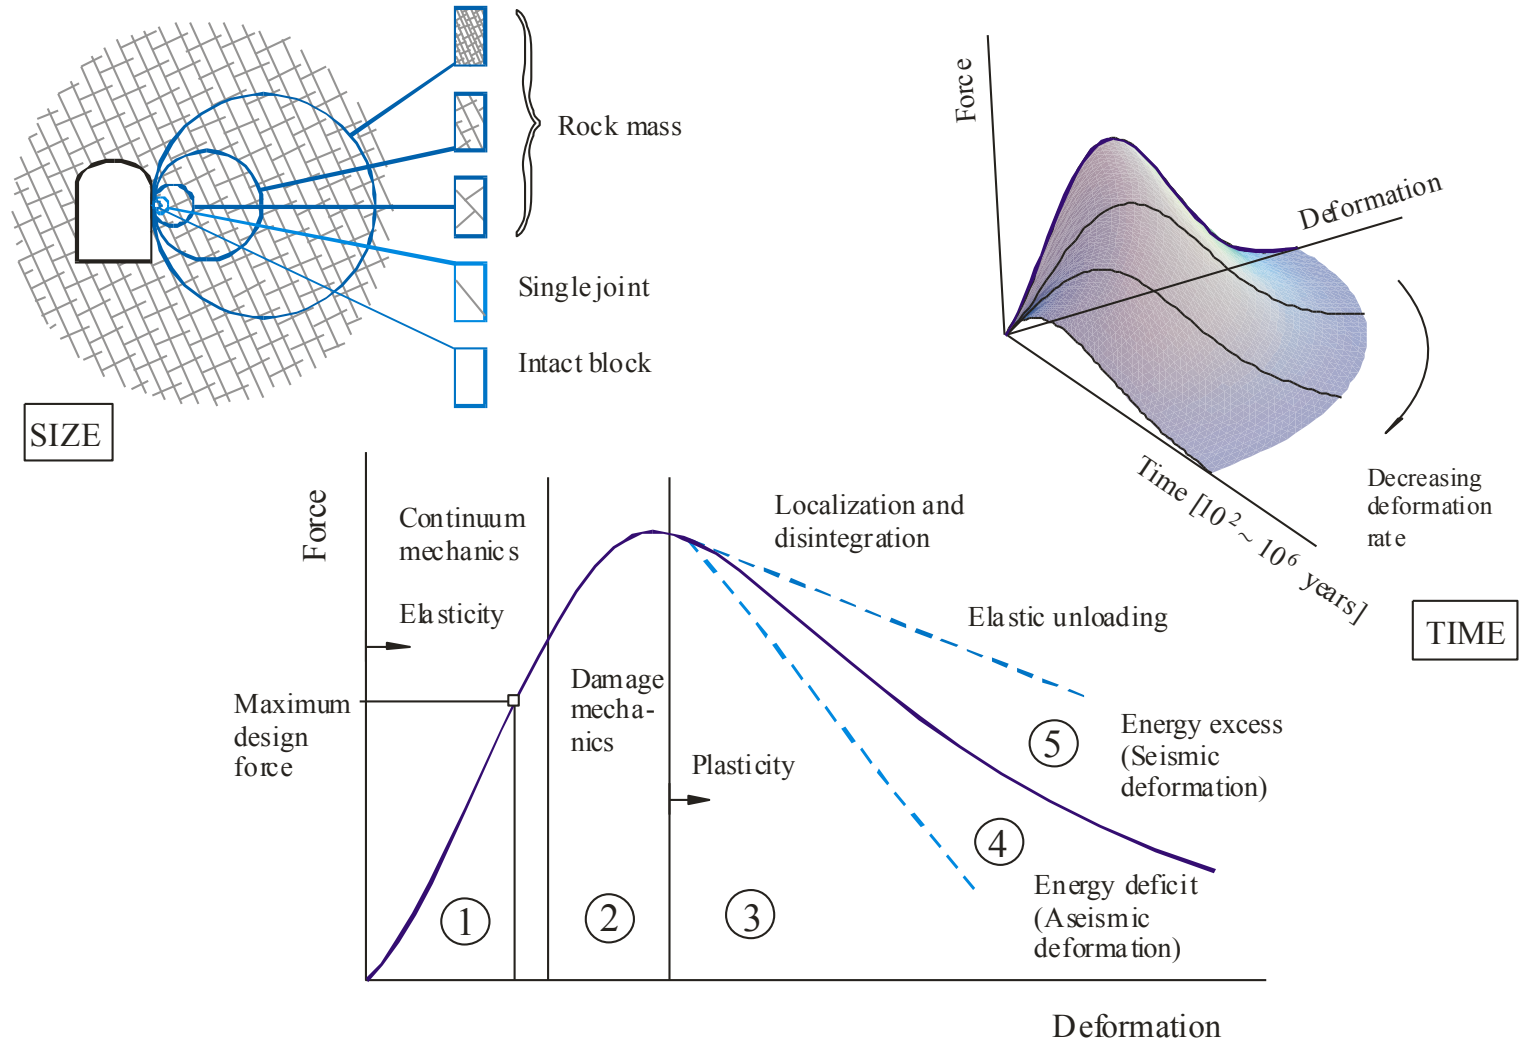 Rock mass
Single joint
Intact block
SIZE
Force
Deformation
Time [10² ~ 10⁶ years]
Decreasing
deformation
rate
TIME
Force
Continuum
mechanics
Elasticity
Maximum
design
force
Damage
mecha-
nics
Localization and
disintegration
Plasticity
Elastic unloading
5
Energy excess
(Seismic
deformation)
4
Energy deficit
(Aseismic
deformation)
1
2
3
Deformation